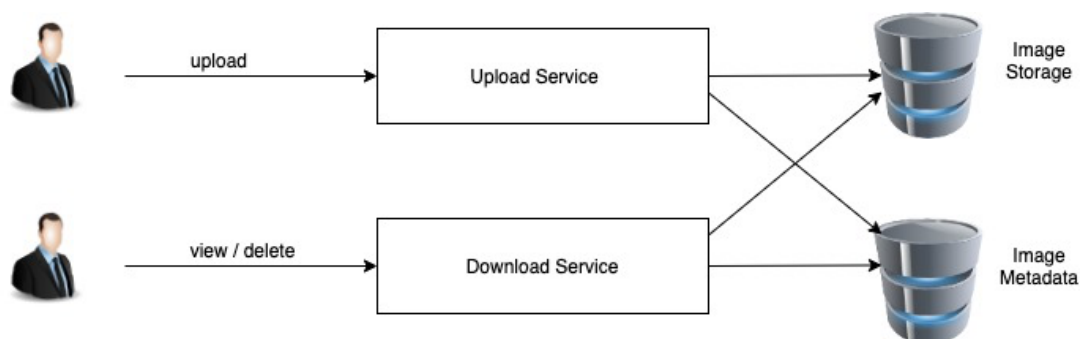 upload
Upload Service
Image
Storage
view / delete
Download Service
Image
Metadata